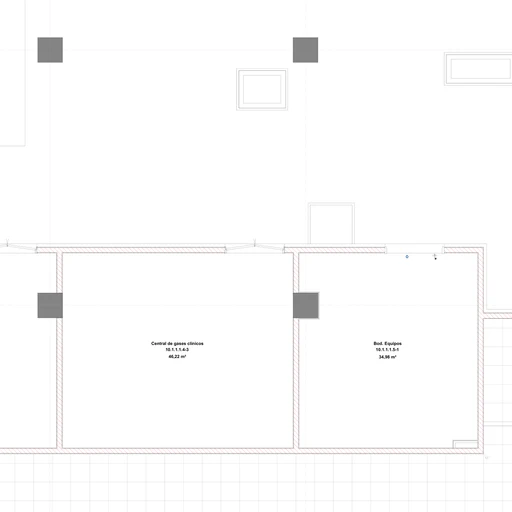 Central de gases clínicos
10.1.1.1.4-3
46,22 m²
Bod. Equipos
10.1.1.1.5-1
34,98 m²